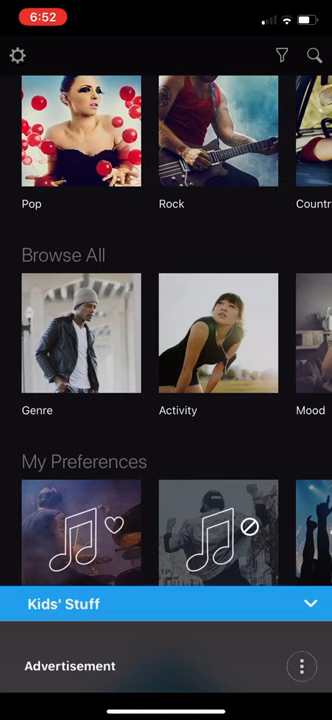 6:52
Pop
Rock
Countr
Browse All
Genre
Activity
Mood
My Preferences
Kids' Stuff
Advertisement